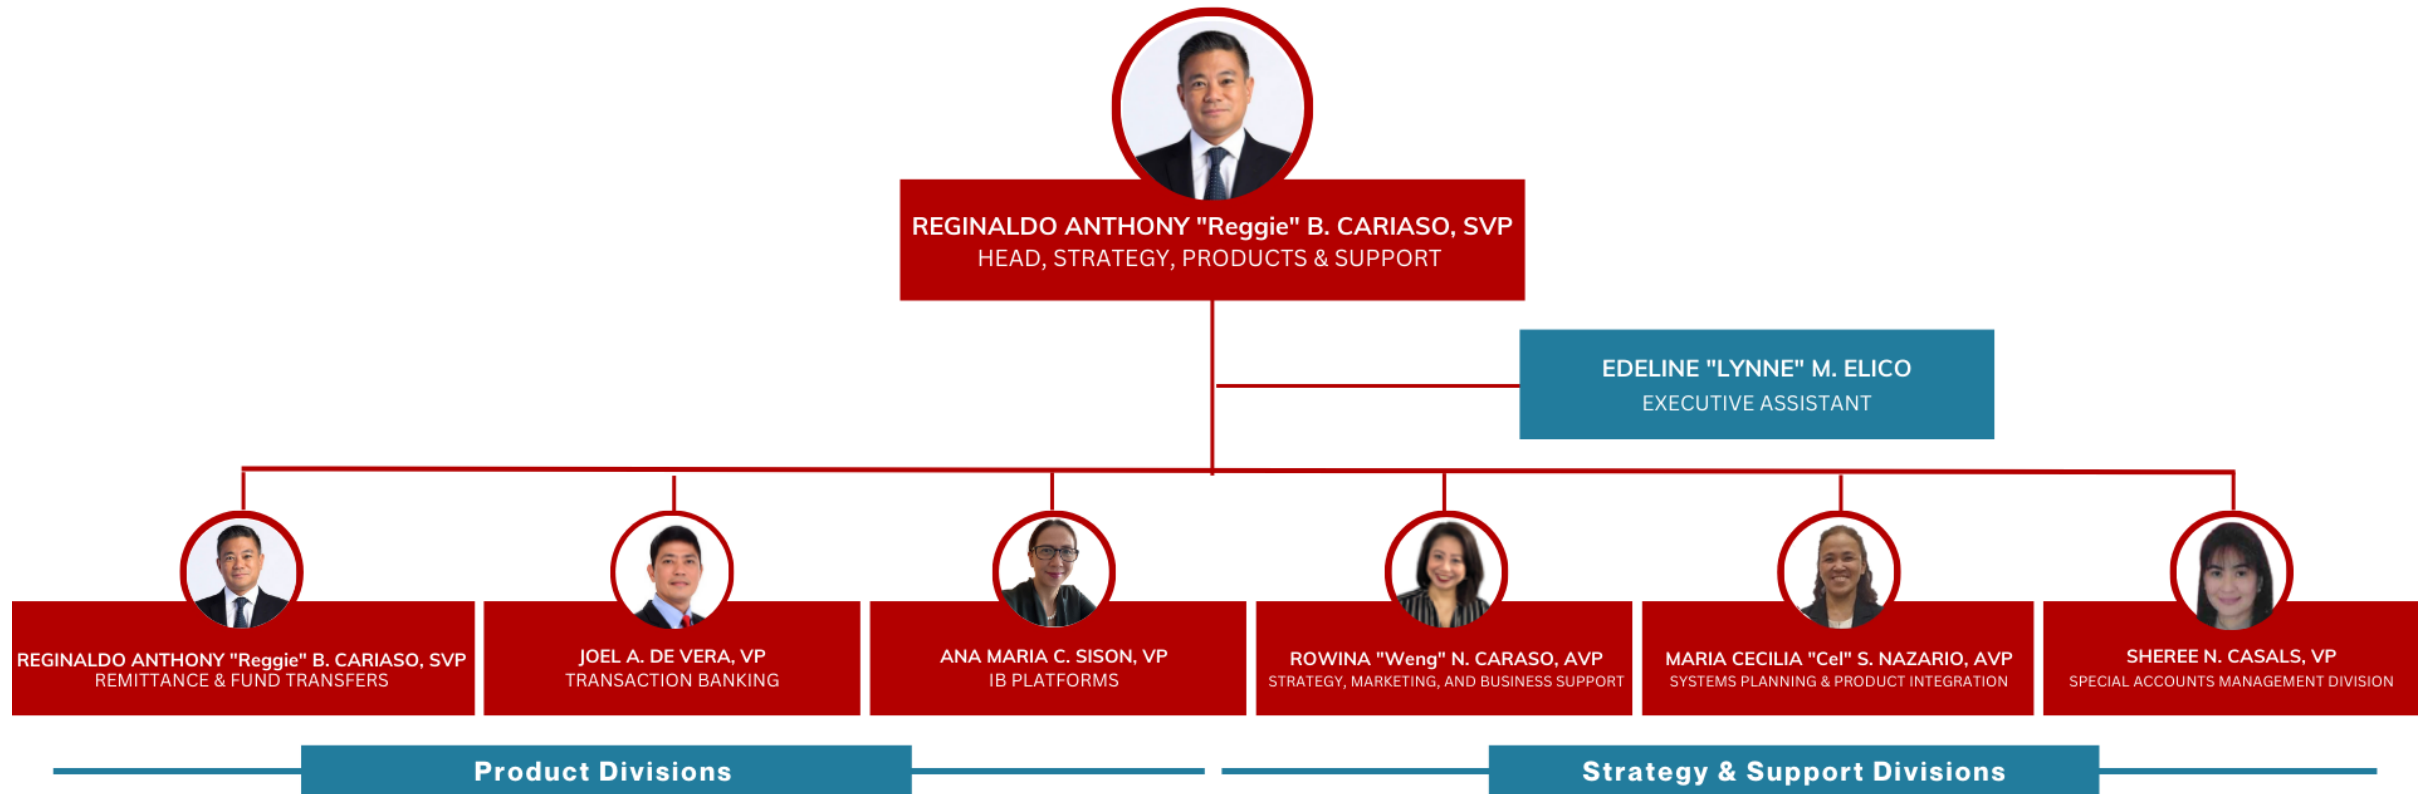 REGINALDO ANTHONY "Reggie" B. CARIASO, SVP
HEAD, STRATEGY, PRODUCTS & SUPPORT
EDELINE "LYNNE" M. ELICO
EXECUTIVE ASSISTANT
REGINALDO ANTHONY "Reggie" B. CARIASO, SVP
REMITTANCE & FUND TRANSFERS
JOEL A. DE VERA, VP
TRANSACTION BANKING
ANA MARIA C. SISON, VP
IB PLATFORMS
ROWINA "Weng" N. CARASO, AVP
STRATEGY, MARKETING, AND BUSINESS SUPPORT
MARIA CECILIA "Cel" S. NAZARIO, AVP
SYSTEMS PLANNING & PRODUCT INTEGRATION
SHEREE N. CASALS, VP
SPECIAL ACCOUNTS MANAGEMENT DIVISION
Product Divisions
Strategy & Support Divisions